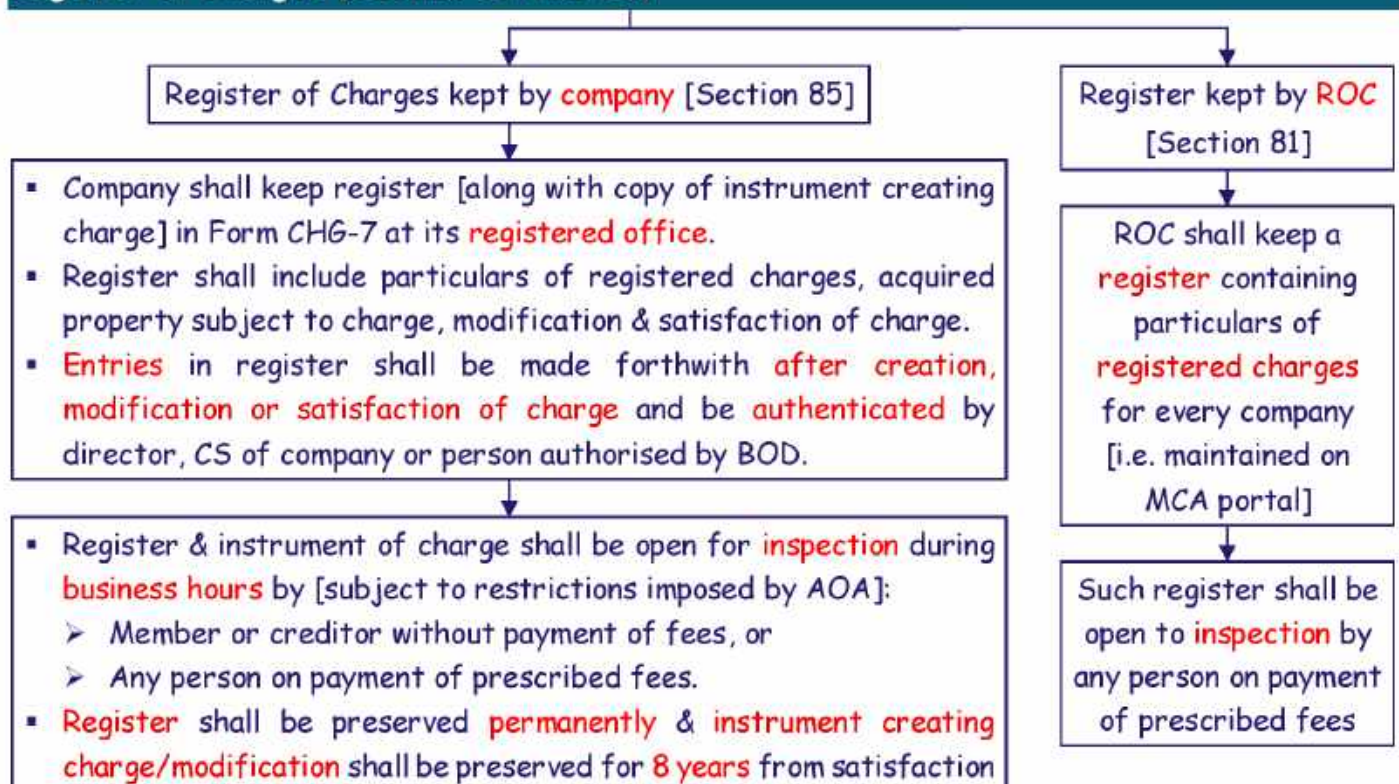 Register of Charges kept by company [Section 85]
▪ Company shall keep register [along with copy of instrument creating
charge] in Form CHG-7 at its registered office.
▪ Register shall include particulars of registered charges, acquired
property subject to charge, modification & satisfaction of charge.
▪ Entries in register shall be made forthwith after creation,
modification or satisfaction of charge and be authenticated by
director, CS of company or person authorised by BOD.
▪ Register & instrument of charge shall be open for inspection during
business hours by [subject to restrictions imposed by AOA]:
➢ Member or creditor without payment of fees, or
➢ Any person on payment of prescribed fees.
▪ Register shall be preserved permanently & instrument creating
charge/modification shall be preserved for 8 years from satisfaction
Register kept by ROC
[Section 81]
ROC shall keep a
register containing
particulars of
registered charges
for every company
[i.e. maintained on
MCA portal]
Such register shall be
open to inspection by
any person on payment
of prescribed fees